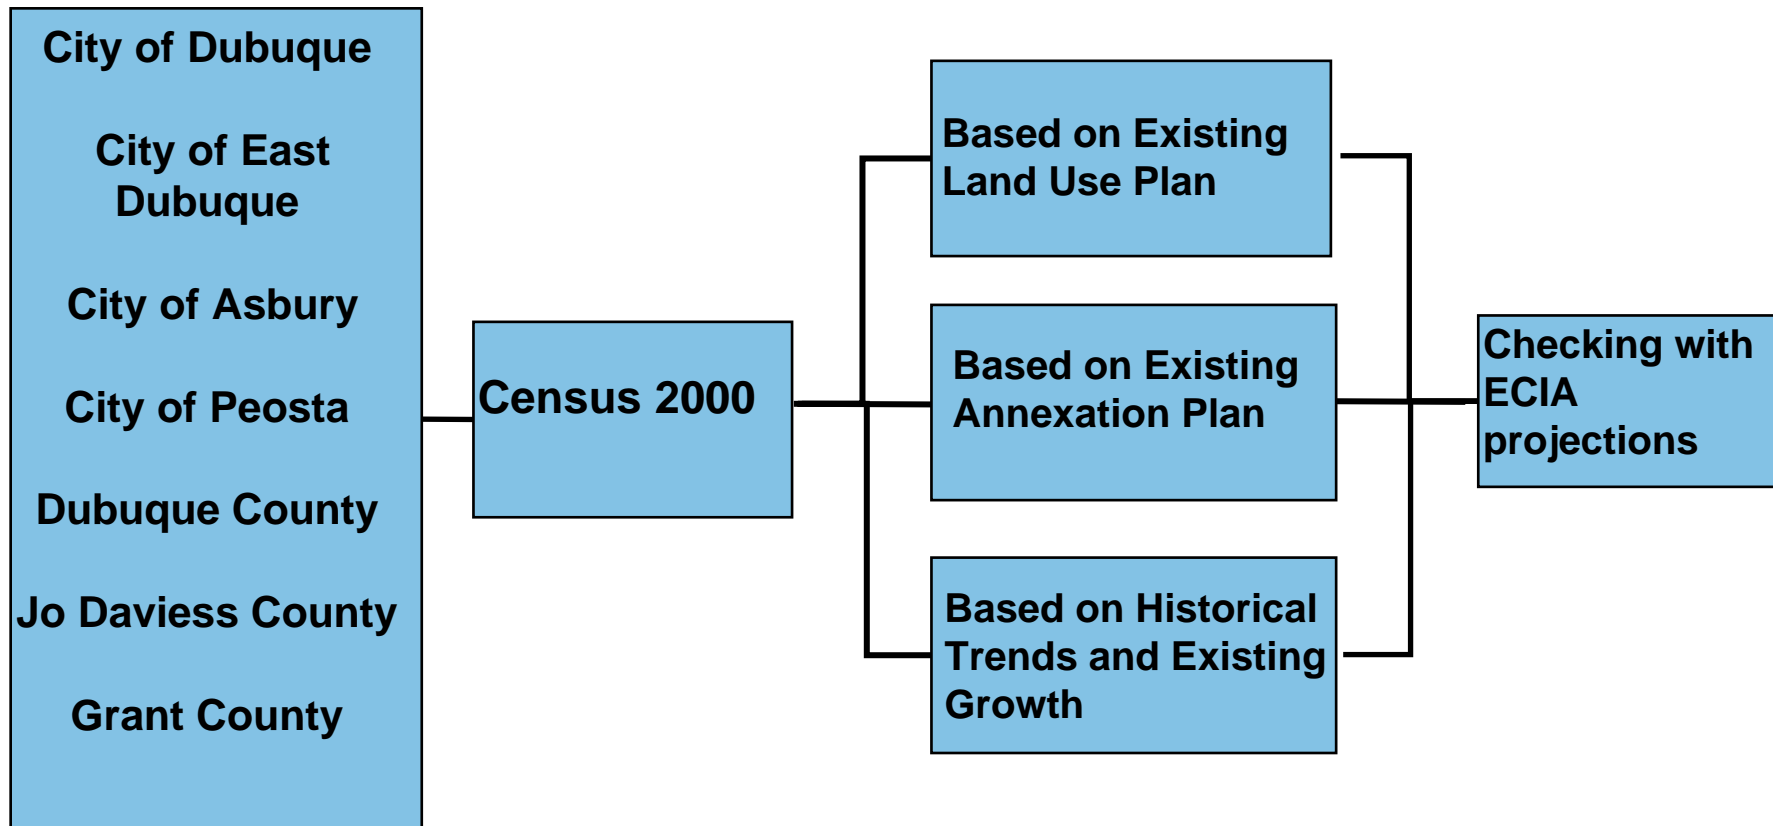 City of Dubuque
City of East
Dubuque
City of Asbury
City of Peosta
Dubuque County
Jo Daviess County
Grant County
Census 2000
Based on Existing
Land Use Plan
Based on Existing
Annexation Plan
Based on Historical
Trends and Existing
Growth
Checking with
ECIA
projections